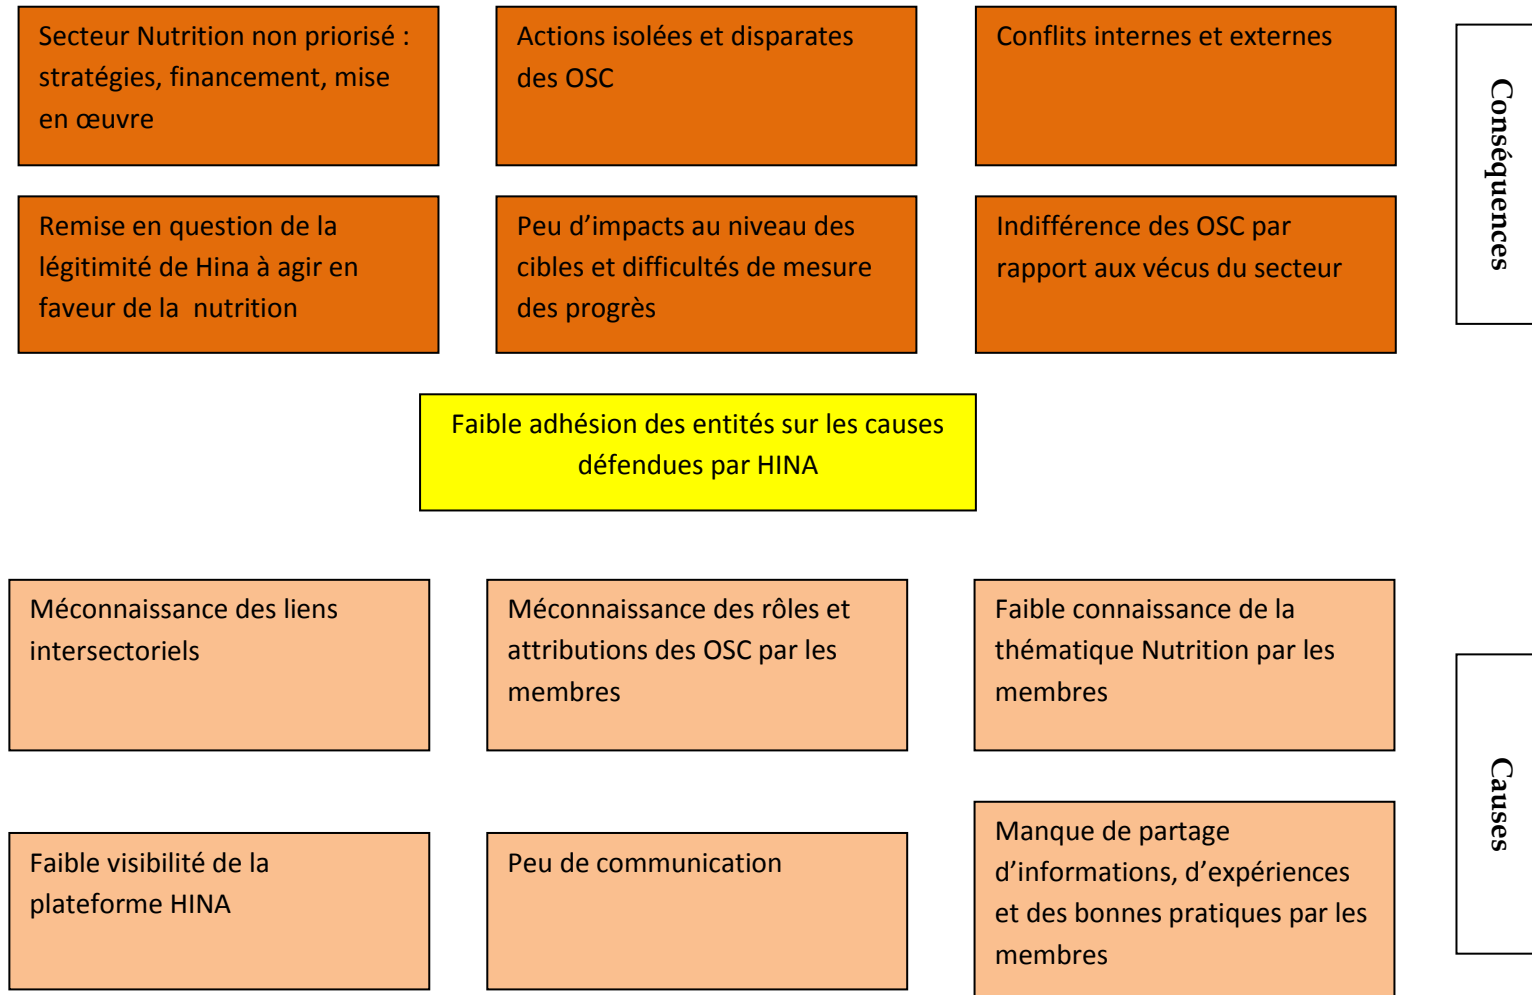 Secteur Nutrition non priorisé :
stratégies, financement, mise
en œuvre
Actions isolées et disparates
des OSC
Conflits internes et externes
Conséquences
Remise en question de la
légitimité de Hina à agir en
faveur de la  nutrition
Peu d’impacts au niveau des
cibles et difficultés de mesure
des progrès
Indifférence des OSC par
rapport aux vécus du secteur
Faible adhésion des entités sur les causes
défendues par HINA
Méconnaissance des liens
intersectoriels
Méconnaissance des rôles et
attributions des OSC par les
membres
Faible connaissance de la
thématique Nutrition par les
membres
Causes
Faible visibilité de la
plateforme HINA
Peu de communication
Manque de partage
d’informations, d’expériences
et des bonnes pratiques par les
membres